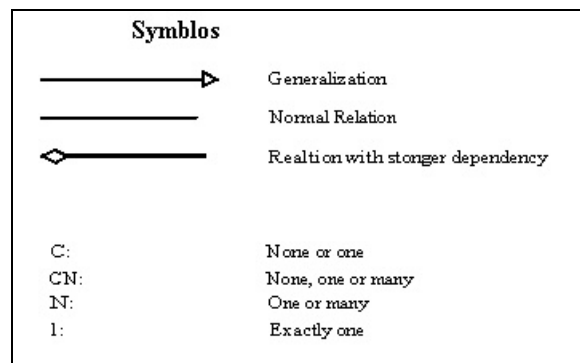 Symblos
Generalization
Normal Relation
Realtion with stonger dependency
C: None or one
CN: None, one or many
N: One or many
1: Exactly one